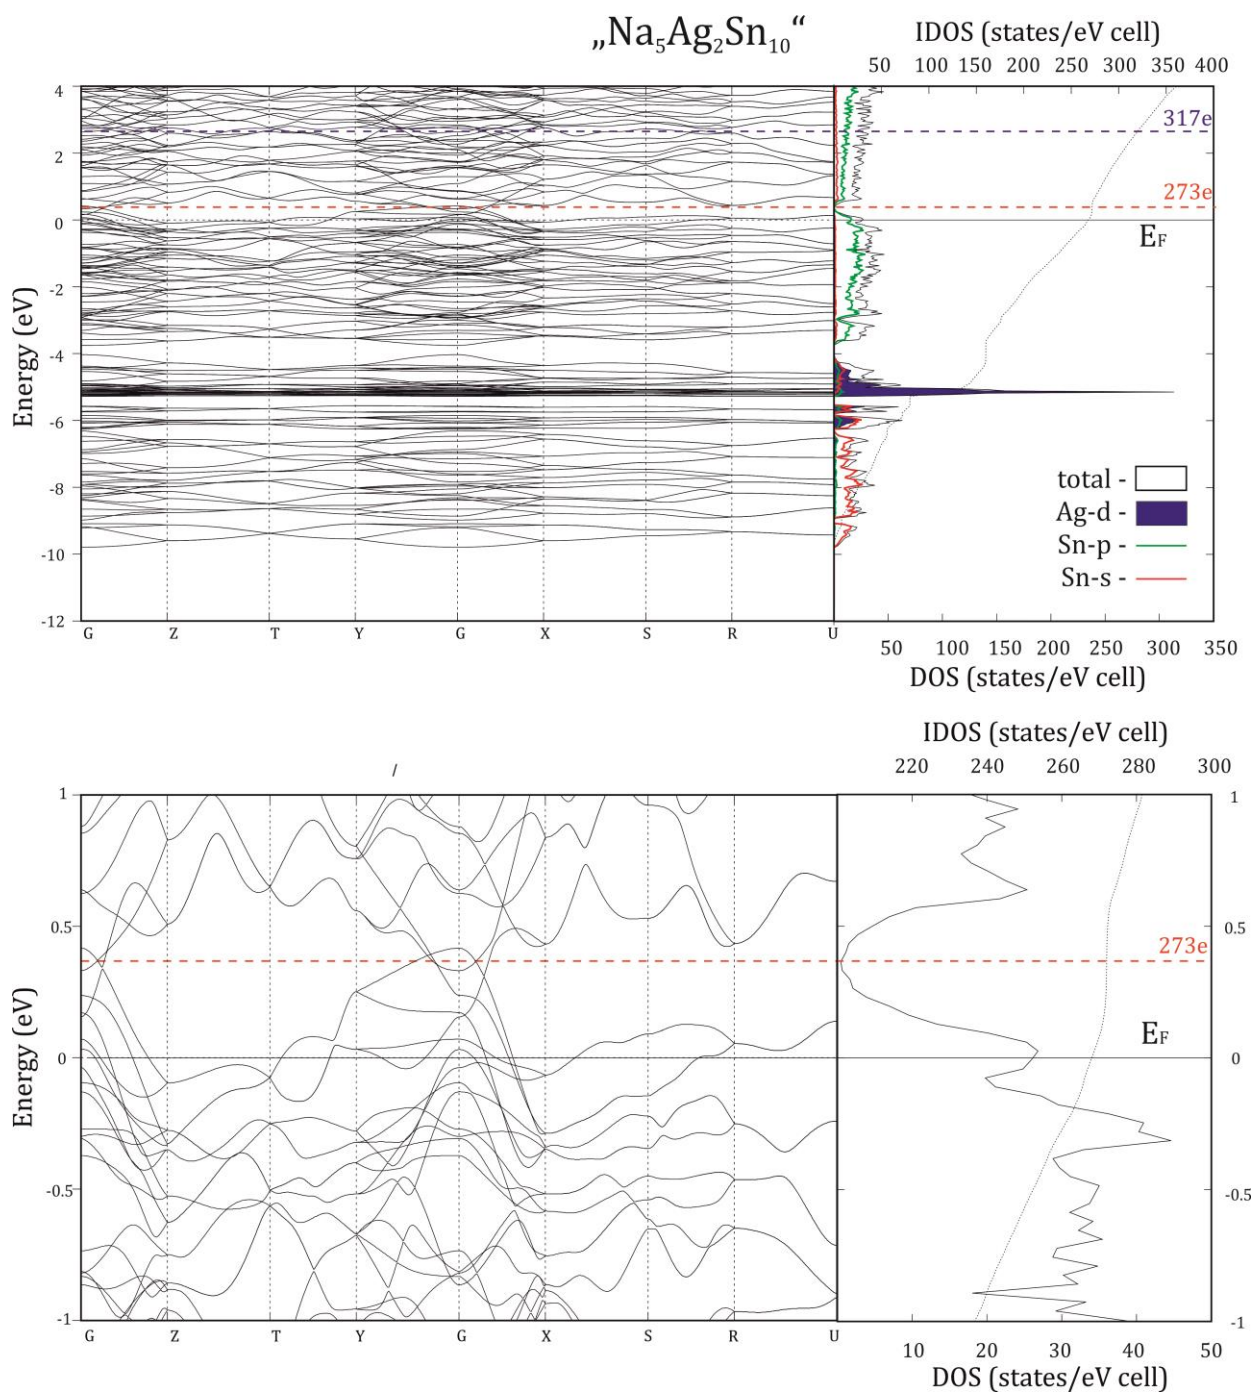 „Na₅Ag₂Sn₁₀“
IDOS (states/eV cell)
50 100 150 200 250 300 350 400
4
2
0
-2
-4
-6
-8
-10
-12
Energy (eV)
317e
273e
EF
total -
Ag-d -
Sn-p -
Sn-s -
G Z T Y G X S R U
50 100 150 200 250 300 350
DOS (states/eV cell)
IDOS (states/eV cell)
220 240 260 280 300
/
1
0.5
0
-0.5
-1
Energy (eV)
273e
EF
1
0.5
0
-0.5
-1
G Z T Y G X S R U
10 20 30 40 50
DOS (states/eV cell)